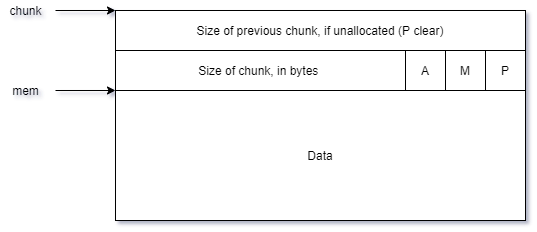 chunk
Size of previous chunk, if unallocated (P clear)
Size of chunk, in bytes A M P
mem
Data